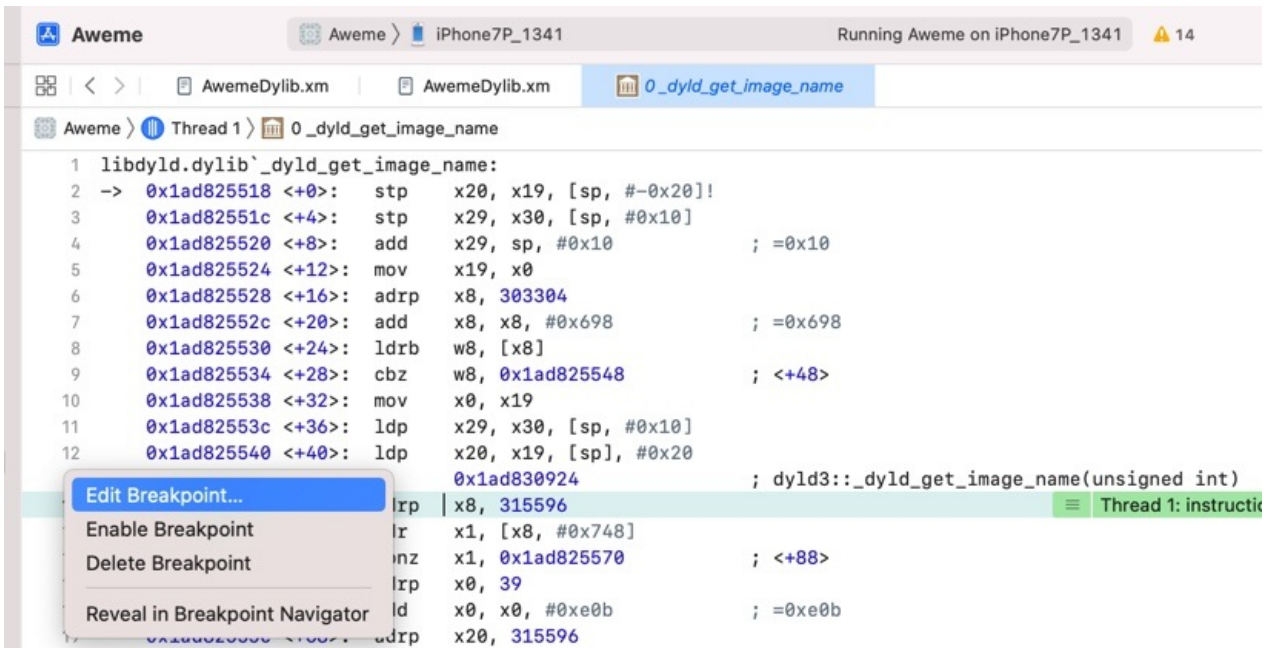 Aweme
Aweme 〉 iPhone7P_1341
Running Aweme on iPhone7P_1341
14
AwemeDylib.xm
AwemeDylib.xm
0 _dyld_get_image_name
Aweme 〉 Thread 1 〉 0 _dyld_get_image_name
1 libdyld.dylib`_dyld_get_image_name:
2 -> 0x1ad825518 <+0>: stp x20, x19, [sp, #-0x20]!
3 0x1ad82551c <+4>: stp x29, x30, [sp, #0x10]
4 0x1ad825520 <+8>: add x29, sp, #0x10 ; =0x10
5 0x1ad825524 <+12>: mov x19, x0
6 0x1ad825528 <+16>: adrp x8, 303304
7 0x1ad82552c <+20>: add x8, x8, #0x698 ; =0x698
8 0x1ad825530 <+24>: ldrb w8, [x8]
9 0x1ad825534 <+28>: cbz w8, 0x1ad825548 ; <+48>
10 0x1ad825538 <+32>: mov x0, x19
11 0x1ad82553c <+36>: ldp x29, x30, [sp, #0x10]
12 0x1ad825540 <+40>: ldp x20, x19, [sp], #0x20
0x1ad830924 ; dyld3::_dyld_get_image_name(unsigned int)
x8, 315596 Thread 1: instructio
x1, [x8, #0x748]
x1, 0x1ad825570 ; <+88>
x0, 39
x0, x0, #0xe0b ; =0xe0b
adrp x20, 315596
Edit Breakpoint...
Enable Breakpoint
Delete Breakpoint
Reveal in Breakpoint Navigator